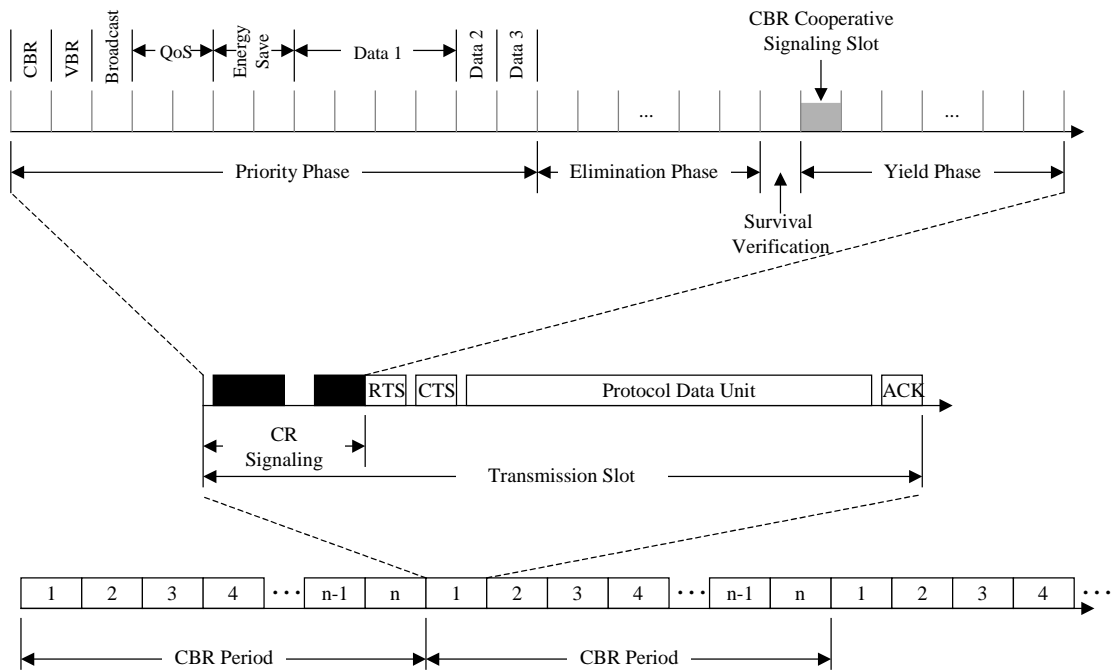 CBR Cooperative
Signaling Slot
CBR
VBR
Broadcast
QoS
Energy
Save
Data 1
Data 2
Data 3
...
...
Priority Phase
Elimination Phase
Yield Phase
Survival
Verification
RTS
CTS
Protocol Data Unit
ACK
CR
Signaling
Transmission Slot
1 2 3 4 ··· n-1 n 1 2 3 4 ··· n-1 n 1 2 3 4 ···
CBR Period
CBR Period